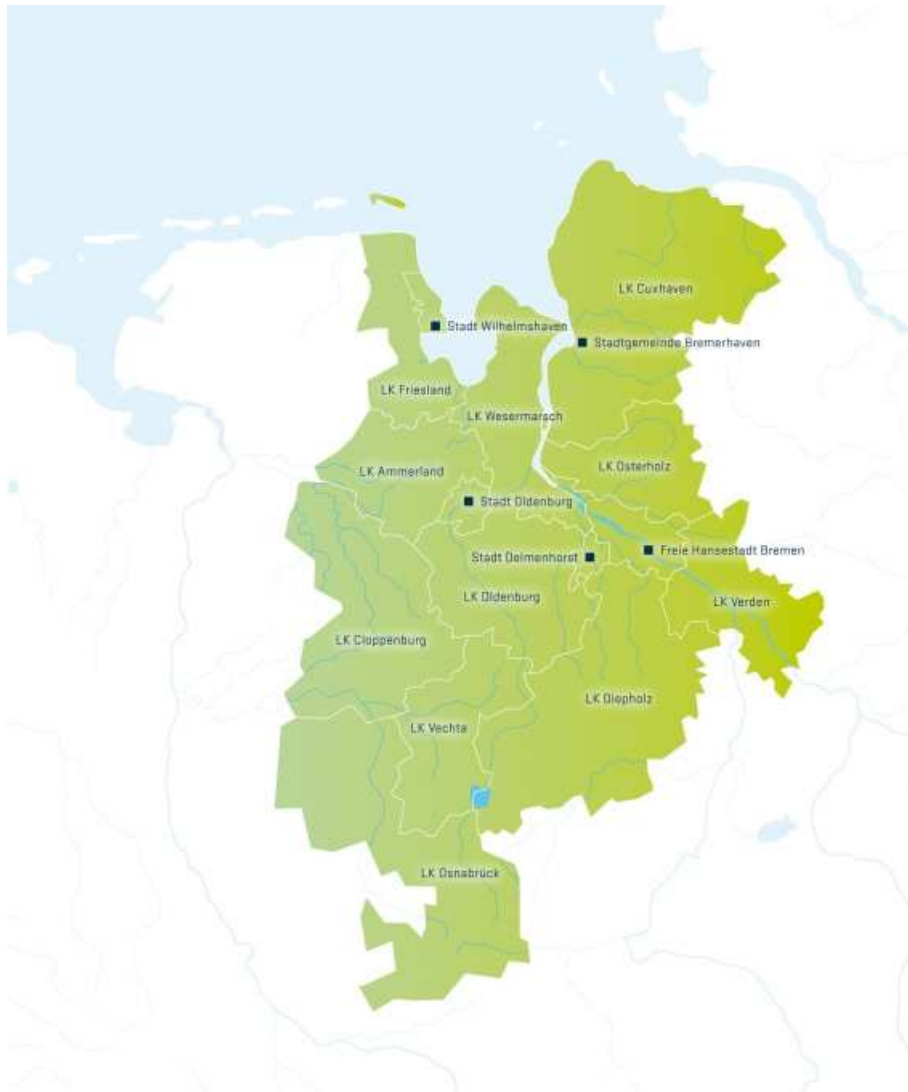 LK Cuxhaven
Stadt Wilhelmshaven
Stadtgemeinde Bremerhaven
LK Friesland
LK Wesermarsch
LK Ammerland
LK Osterholz
Stadt Oldenburg
Stadt Delmenhorst
Freie Hansestadt Bremen
LK Oldenburg
LK Verden
LK Cloppenburg
LK Diepholz
LK Vechta
LK Osnabrück